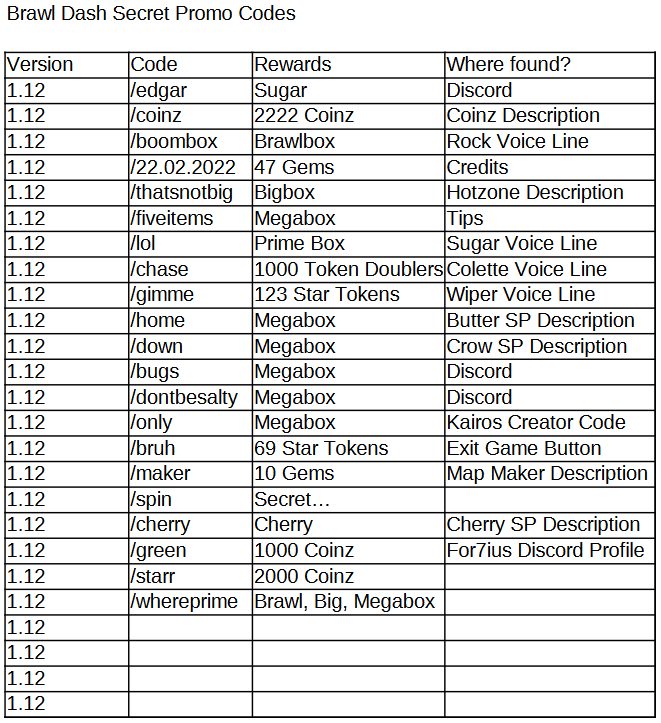 Brawl Dash Secret Promo Codes
Version Code Rewards Where found?
1.12 /edgar Sugar Discord
1.12 /coinz 2222 Coinz Coinz Description
1.12 /boombox Brawlbox Rock Voice Line
1.12 /22.02.2022 47 Gems Credits
1.12 /thatsnotbig Bigbox Hotzone Description
1.12 /fiveitems Megabox Tips
1.12 /lol Prime Box Sugar Voice Line
1.12 /chase 1000 Token Doublers Colette Voice Line
1.12 /gimme 123 Star Tokens Wiper Voice Line
1.12 /home Megabox Butter SP Description
1.12 /down Megabox Crow SP Description
1.12 /bugs Megabox Discord
1.12 /dontbesalty Megabox Discord
1.12 /only Megabox Kairos Creator Code
1.12 /bruh 69 Star Tokens Exit Game Button
1.12 /maker 10 Gems Map Maker Description
1.12 /spin Secret…
1.12 /cherry Cherry Cherry SP Description
1.12 /green 1000 Coinz For7ius Discord Profile
1.12 /starr 2000 Coinz
1.12 /whereprime Brawl, Big, Megabox
1.12
1.12
1.12
1.12